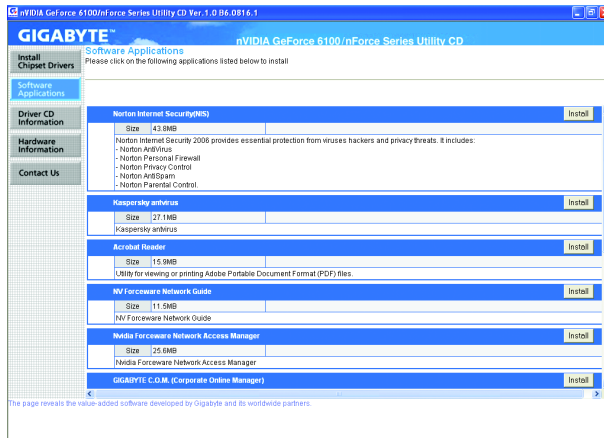 nVIDIA GeForce 6100/nForce Series Utility CD Ver.1.0 B6.0816.1
GIGABYTE™
nVIDIA GeForce 6100/nForce Series Utility CD
Install
Chipset Drivers
Software
Applications
Driver CD
Information
Hardware
Information
Contact Us
Software Applications
Please click on the following applications listed below to install
Norton Internet Security(NIS) Install
Size 43.8MB
Norton Internet Security 2006 provides essential protection from viruses hackers and privacy threats. It includes:
- Norton AntiVirus
- Norton Personal Firewall
- Norton Privacy Control
- Norton AntiSpam
- Norton Parental Control.
Kaspersky antivirus Install
Size 27.1MB
Kaspersky antivirus
Acrobat Reader Install
Size 15.9MB
Utility for viewing or printing Adobe Portable Document Format (PDF) files.
NV Forceware Network Guide Install
Size 11.5MB
NV Forceware Network Guide
Nvidia Forceware Network Access Manager Install
Size 25.6MB
Nvidia Forceware Network Access Manager
GIGABYTE C.O.M. (Corporate Online Manager) Install
The page reveals the value-added software developed by Gigabyte and its worldwide partners.